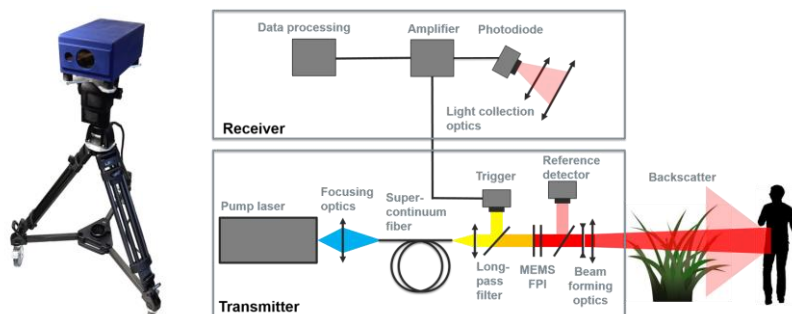 Data processing
Amplifier
Photodiode
Light collection
optics
Receiver
Reference
detector
Trigger
Backscatter
Super-
continuum
fiber
Focusing
optics
Pump laser
Long-
pass
filter
MEMS
FPI
Beam
forming
optics
Transmitter